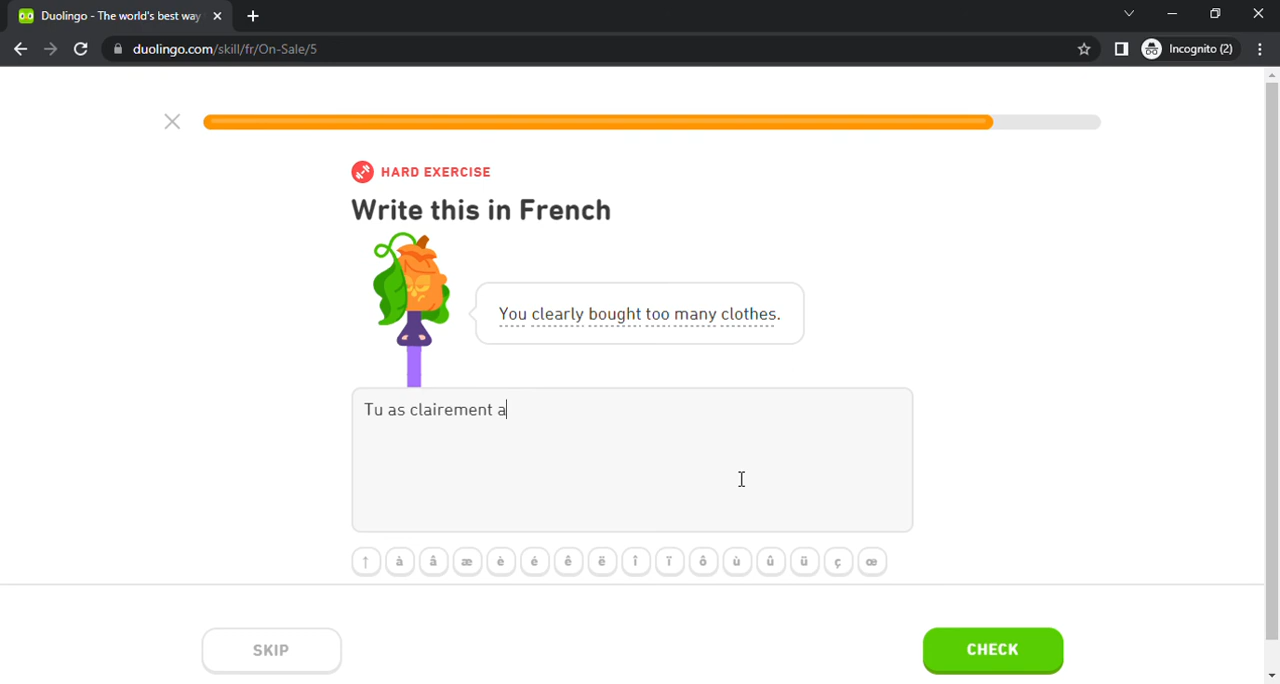 Duolingo - The world's best way
duolingo.com/skill/fr/On-Sale/5
Incognito (2)
HARD EXERCISE
Write this in French
You clearly bought too many clothes.
Tu as clairement a
↑ à â æ è é ê ë î ï ô ù û ü ç œ
SKIP
CHECK